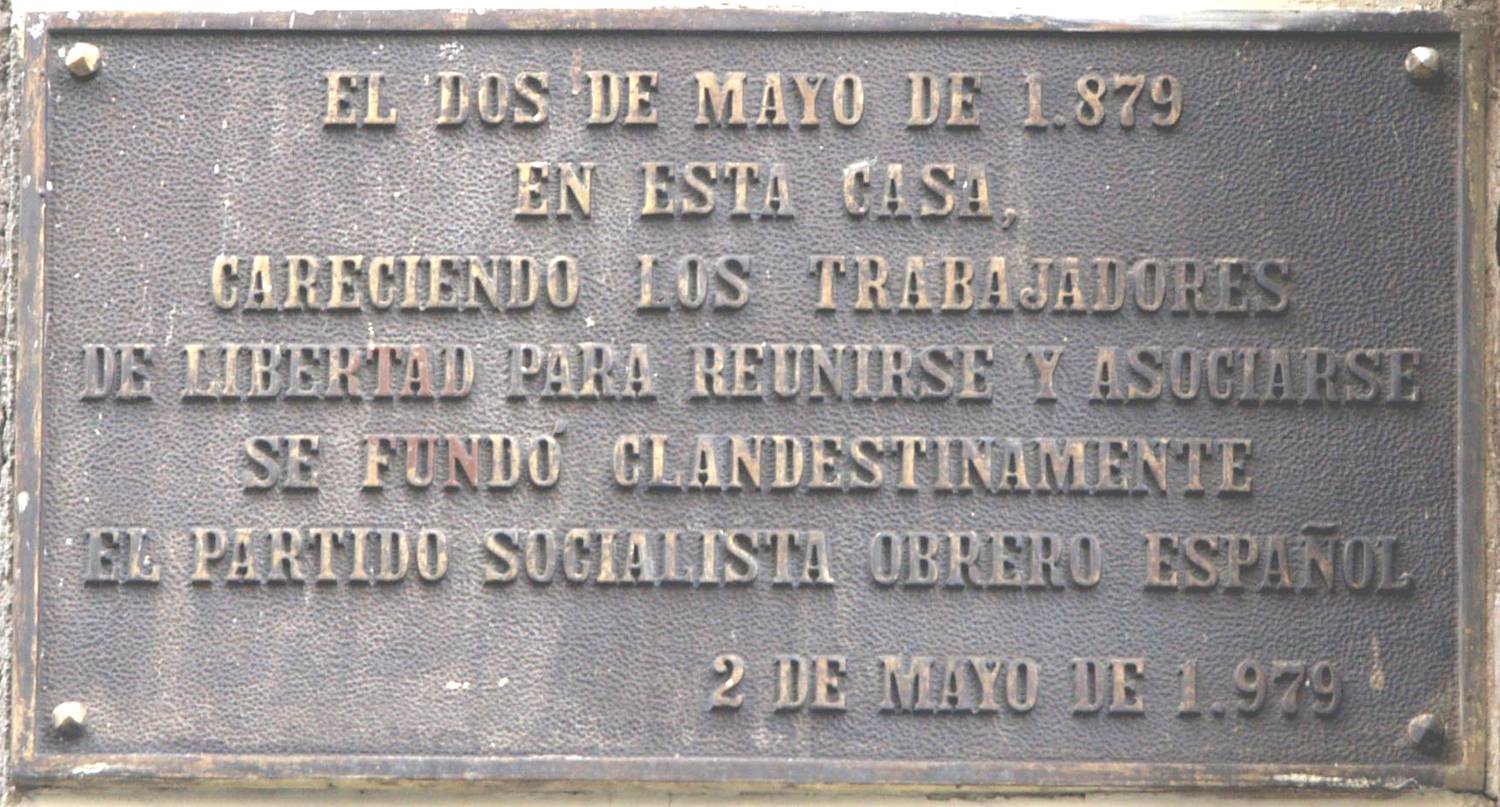 EL DOS DE MAYO DE 1.879
EN ESTA CASA,
CARECIENDO LOS TRABAJADORES
DE LIBERTAD PARA REUNIRSE Y ASOCIARSE
SE FUNDÓ CLANDESTINAMENTE
EL PARTIDO SOCIALISTA OBRERO ESPAÑOL
2 DE MAYO DE 1.979